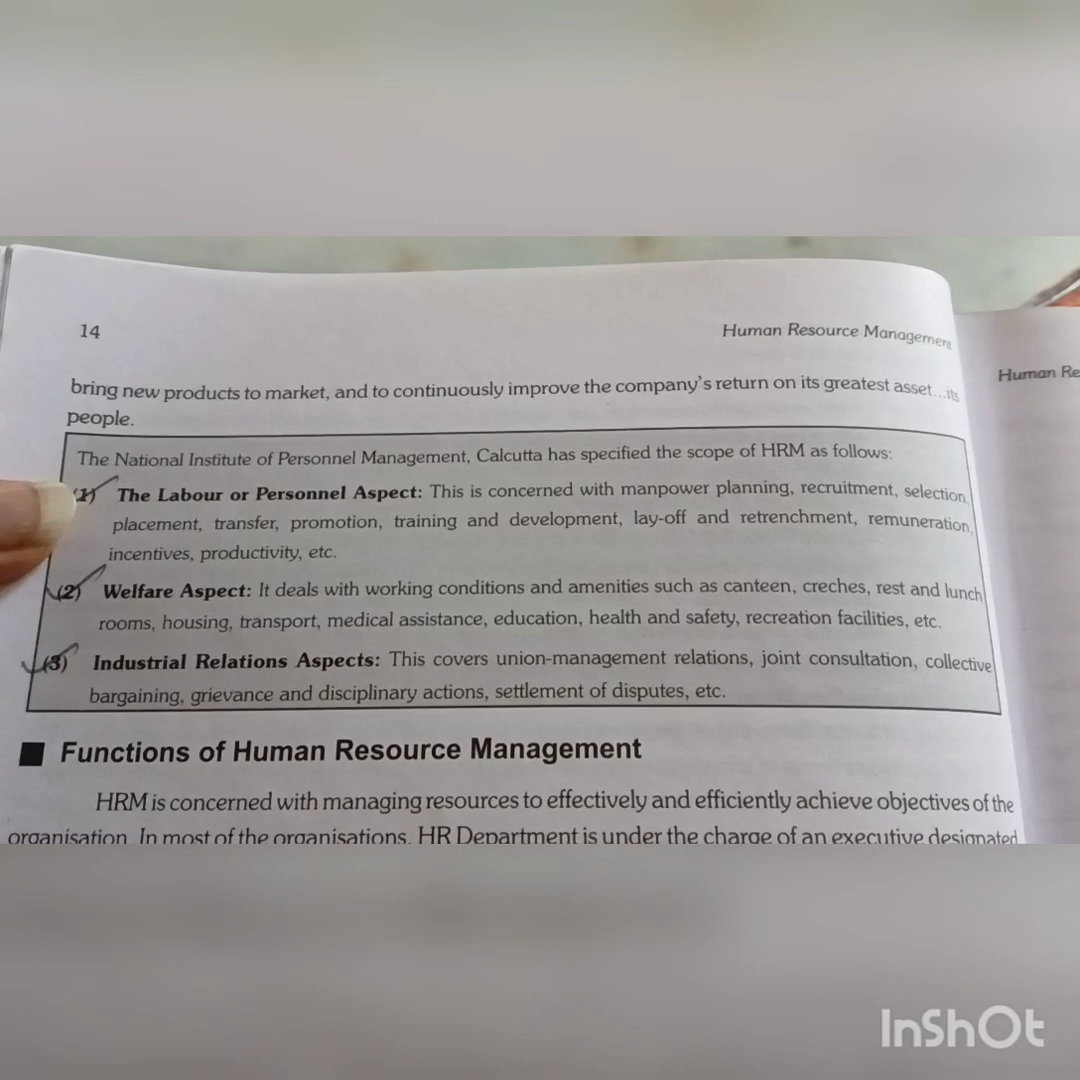 14
Human Resource Management
Human Re
bring new products to market, and to continuously improve the company's return on its greatest asset...its
people.
The National Institute of Personnel Management, Calcutta has specified the scope of HRM as follows:
(1) The Labour or Personnel Aspect: This is concerned with manpower planning, recruitment, selection,
placement, transfer, promotion, training and development, lay-off and retrenchment, remuneration,
incentives, productivity, etc.
(2) Welfare Aspect: It deals with working conditions and amenities such as canteen, creches, rest and lunch
rooms, housing, transport, medical assistance, education, health and safety, recreation facilities, etc.
(3) Industrial Relations Aspects: This covers union-management relations, joint consultation, collective
bargaining, grievance and disciplinary actions, settlement of disputes, etc.
■ Functions of Human Resource Management
HRM is concerned with managing resources to effectively and efficiently achieve objectives of the
organisation. In most of the organisations, HR Department is under the charge of an executive designated
InShOt